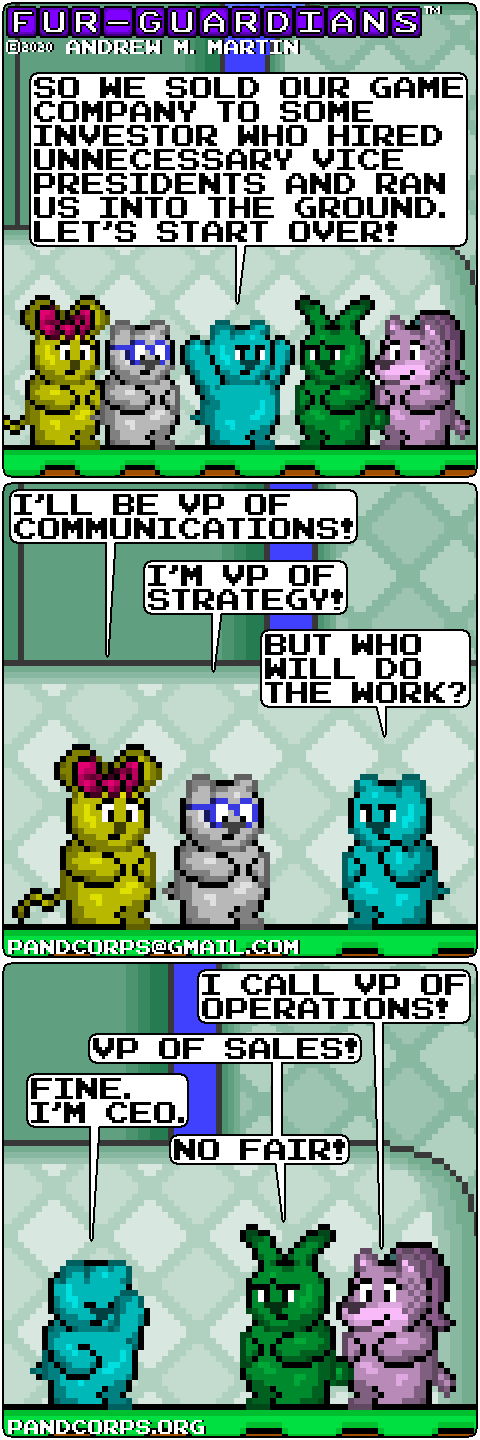 FUR-GUARDIANS™
©2020 ANDREW M. MARTIN
SO WE SOLD OUR GAME
COMPANY TO SOME
INVESTOR WHO HIRED
UNNECESSARY VICE
PRESIDENTS AND RAN
US INTO THE GROUND.
LET'S START OVER!
I'LL BE VP OF
COMMUNICATIONS!
I'M VP OF
STRATEGY!
BUT WHO
WILL DO
THE WORK?
PANDCORPS@GMAIL.COM
I CALL VP OF
OPERATIONS!
VP OF SALES!
FINE.
I'M CEO.
NO FAIR!
PANDCORPS.ORG